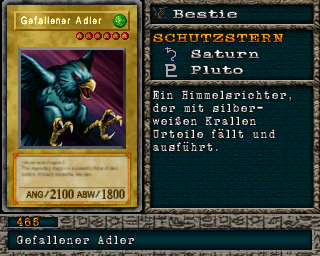 Gefallener Adler
ANG/2100 ABW/1800
Bestie
SCHUTZSTERN
Saturn
Pluto
Ein Himmelsrichter,
der mit silber-
weißen Krallen
Urteile fällt und
ausführt.
465
Gefallener Adler